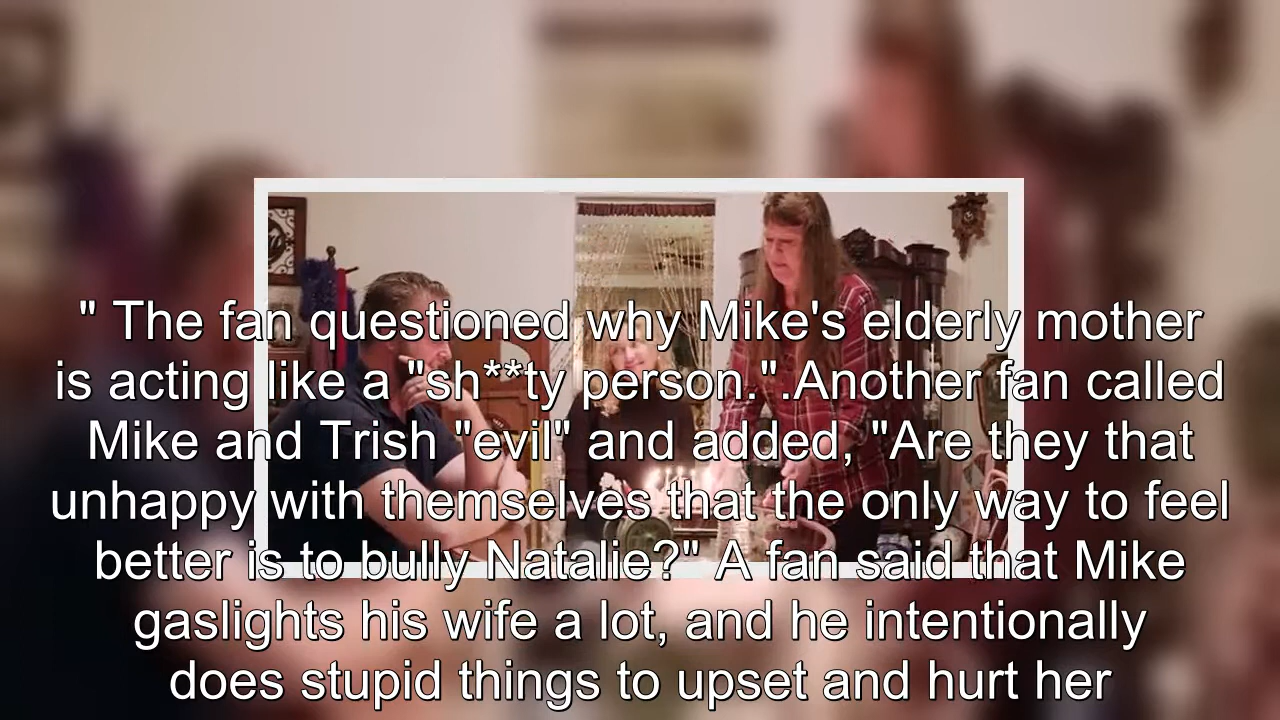 " The fan questioned why Mike's elderly mother
is acting like a "sh**ty person.".Another fan called
Mike and Trish "evil" and added, "Are they that
unhappy with themselves that the only way to feel
better is to bully Natalie?" A fan said that Mike
gaslights his wife a lot, and he intentionally
does stupid things to upset and hurt her